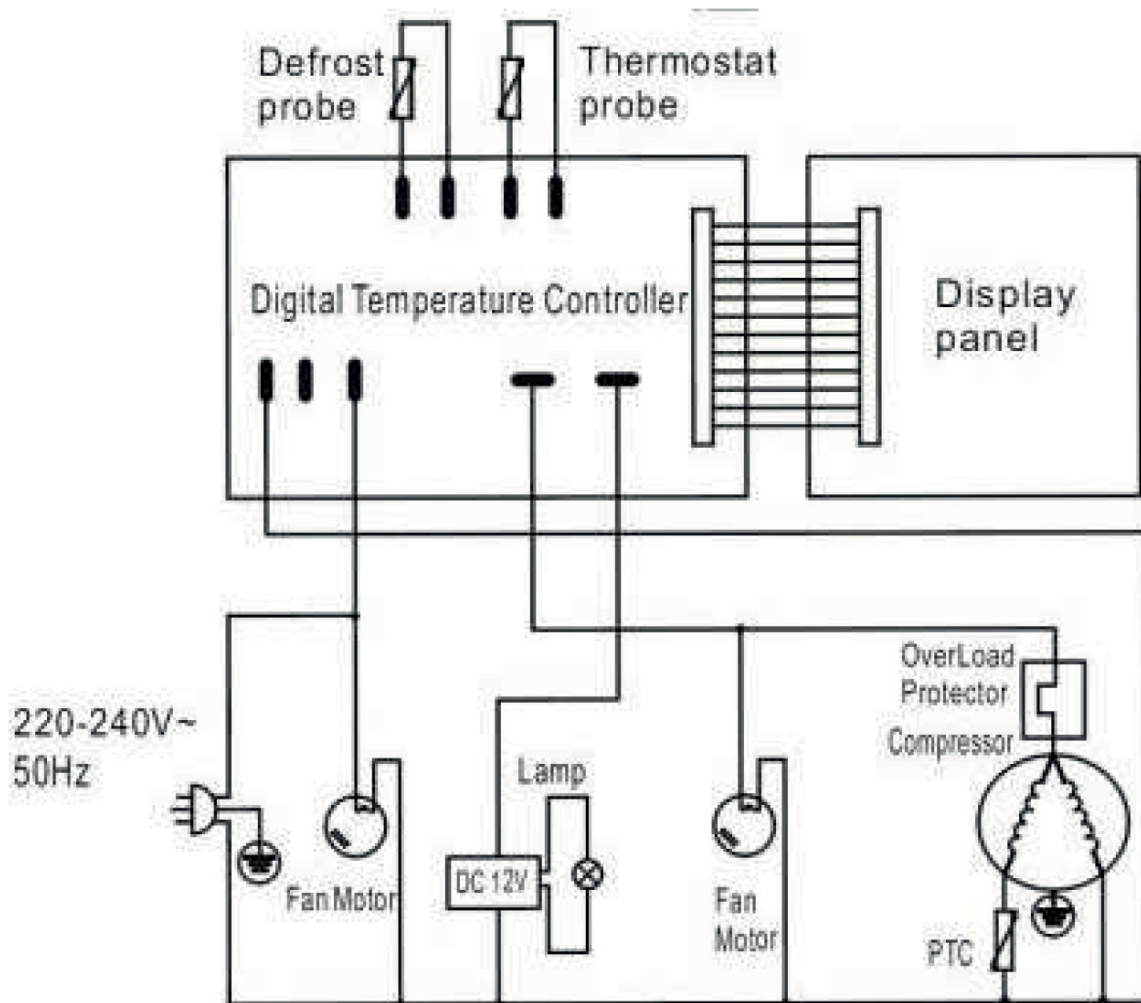 Defrost
probe
Thermostat
probe
Digital Temperature Controller
Display
panel
OverLoad
Protector
Compressor
220-240V~
50Hz
Lamp
DC 12V
Fan Motor
Fan
Motor
PTC